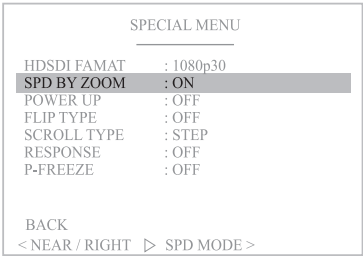 SPECIAL MENU
HDSDI FAMAT : 1080p30
SPD BY ZOOM : ON
POWER UP : OFF
FLIP TYPE : OFF
SCROLL TYPE : STEP
RESPONSE : OFF
P-FREEZE : OFF
BACK
< NEAR / RIGHT ▷ SPD MODE >